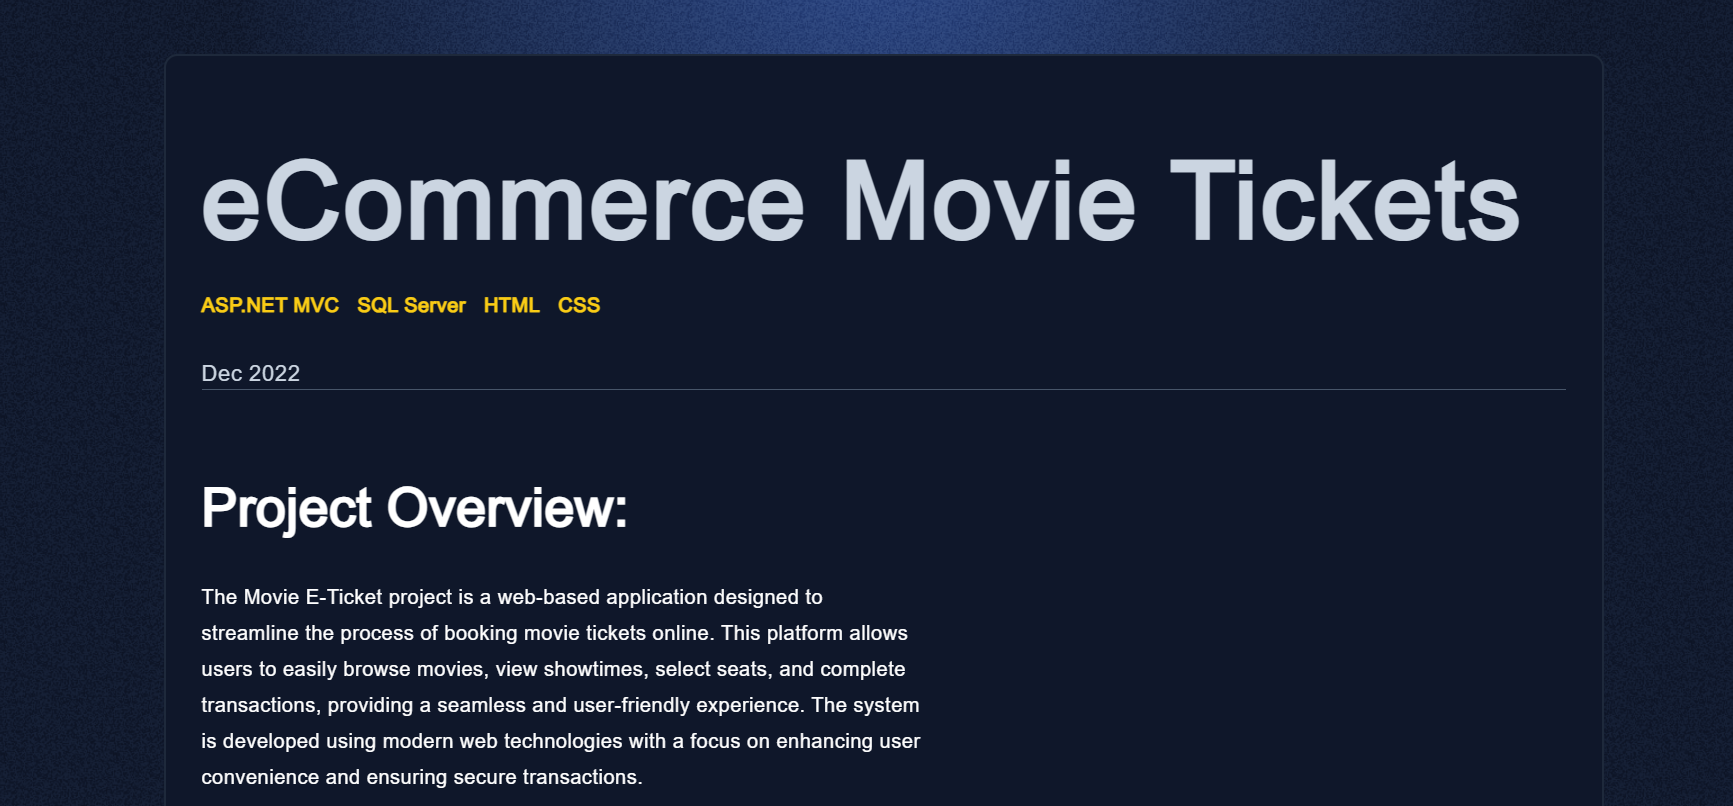 eCommerce Movie Tickets
ASP.NET MVC SQL Server HTML CSS
Dec 2022
Project Overview:
The Movie E-Ticket project is a web-based application designed to
streamline the process of booking movie tickets online. This platform allows
users to easily browse movies, view showtimes, select seats, and complete
transactions, providing a seamless and user-friendly experience. The system
is developed using modern web technologies with a focus on enhancing user
convenience and ensuring secure transactions.